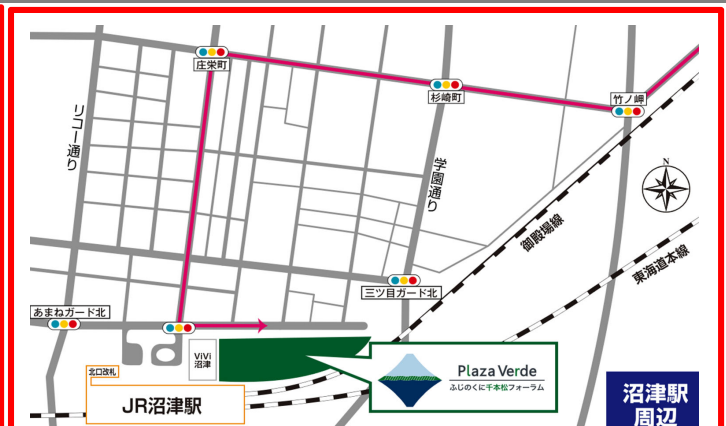 庄栄町
杉崎町
竹ノ岬
リコー通り
学園通り
N
御殿場線
東海道本線
三ツ目ガード北
あまねガード北
ViVi
沼津
北口改札
JR沼津駅
Plaza Verde
ふじのくに千本松フォーラム
沼津駅
周辺